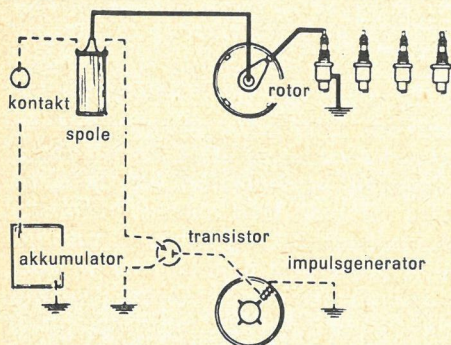 kontakt
spole
rotor
akkumulator
transistor
impulsgenerator